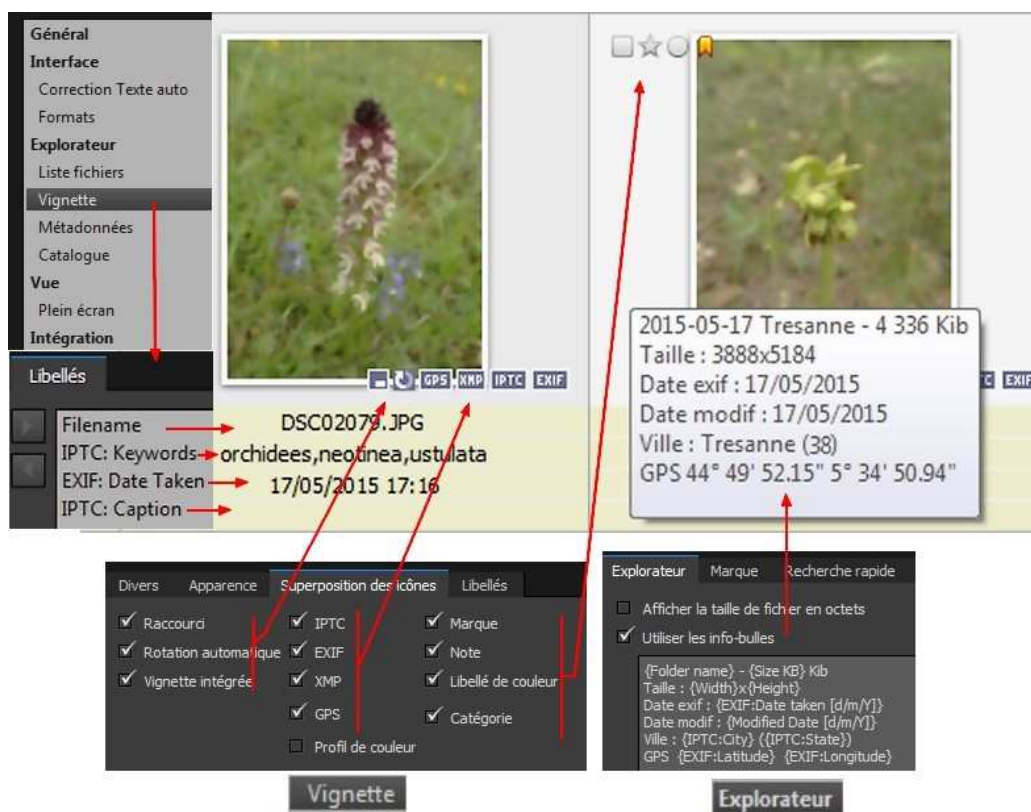 Général
Interface
Correction Texte auto
Formats
Explorateur
Liste fichiers
Vignette
Métadonnées
Catalogue
Vue
Plein écran
Intégration
GPS XMP IPTC EXIF
Libellés
Filename
DSC02079.JPG
IPTC: Keywords
orchidees,neotinea,ustulata
EXIF: Date Taken
17/05/2015 17:16
IPTC: Caption
2015-05-17 Tresanne - 4 336 Kib
Taille : 3888x5184
Date exif : 17/05/2015
Date modif : 17/05/2015
Ville : Tresanne (38)
GPS 44° 49' 52.15" 5° 34' 50.94"
EXIF
Divers Apparence Superposition des icônes Libellés
Raccourci IPTC Marque
Rotation automatique EXIF Note
Vignette intégrée XMP Libellé de couleur
GPS Catégorie
Profil de couleur
Vignette
Explorateur Marque Recherche rapide
Afficher la taille de fichier en octets
Utiliser les info-bulles
{Folder name} - {Size KB} Kib
Taille : {Width}x{Height}
Date exif : {EXIF:Date taken [d/m/Y]}
Date modif : {Modified Date [d/m/Y]}
Ville : {IPTC:City} ({IPTC:State})
GPS {EXIF:Latitude} {EXIF:Longitude}
Explorateur